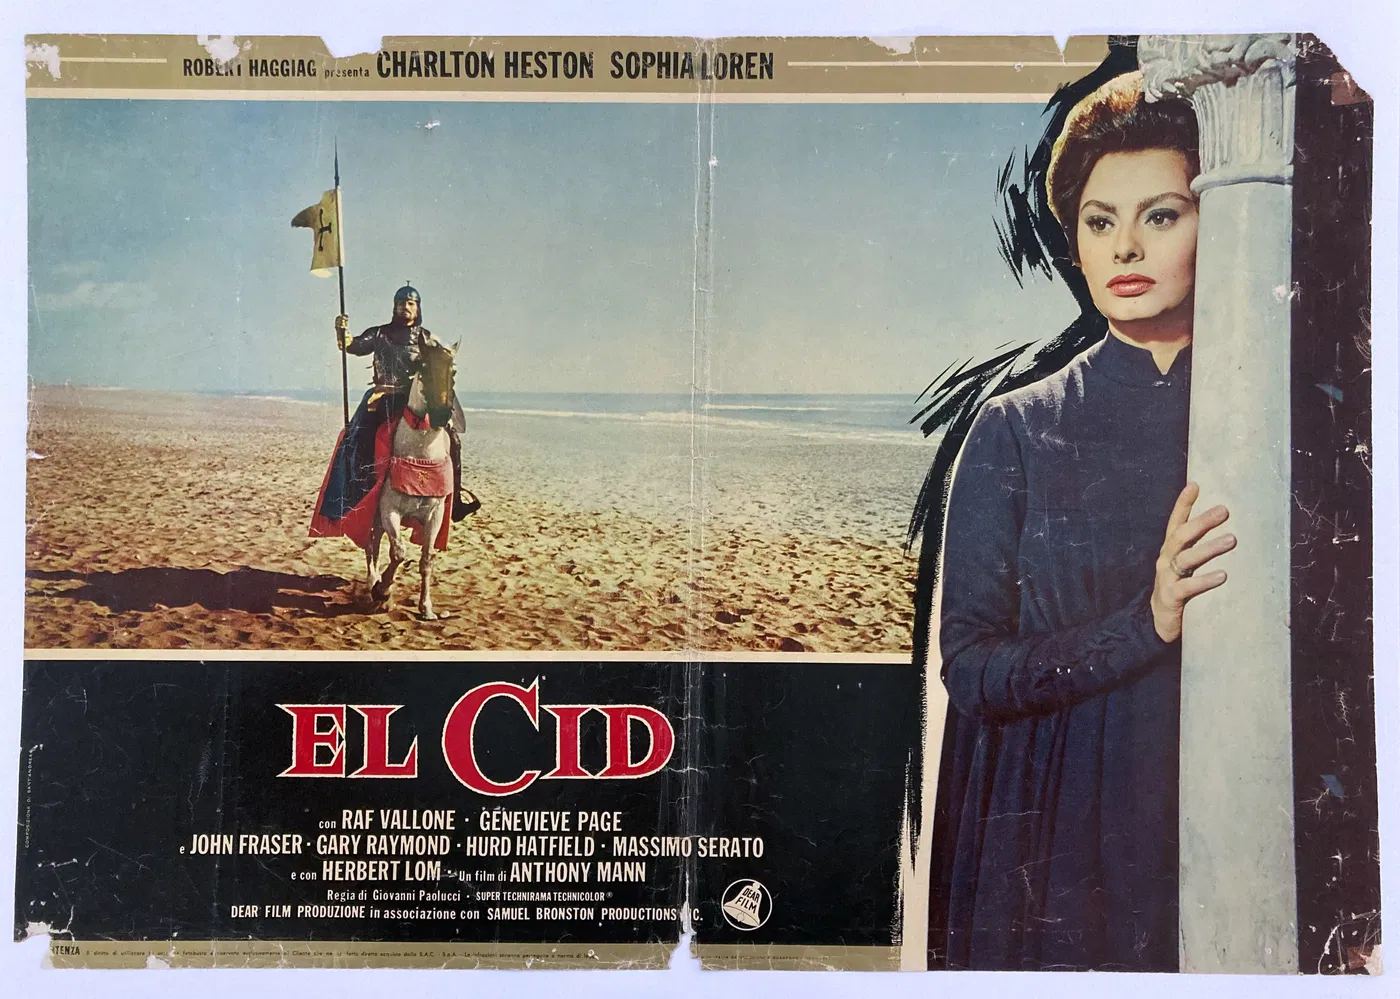 ROBERT HAGGIAG presenta CHARLTON HESTON SOPHIA LOREN
EL CID
con RAF VALLONE · GENEVIEVE PAGE
e JOHN FRASER · GARY RAYMOND · HURD HATFIELD · MASSIMO SERATO
e con HERBERT LOM · Un film di ANTHONY MANN
Regia di Giovanni Paolucci · SUPER TECHNIRAMA TECHNICOLOR®
DEAR FILM PRODUZIONE in associazione con SAMUEL BRONSTON PRODUCTIONS
DEAR
FILM